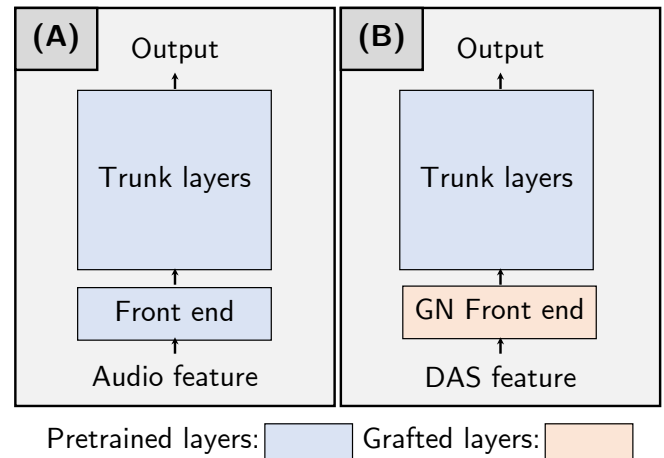 (A)
Output
Trunk layers
Front end
Audio feature
(B)
Output
Trunk layers
GN Front end
DAS feature
Pretrained layers: Grafted layers: